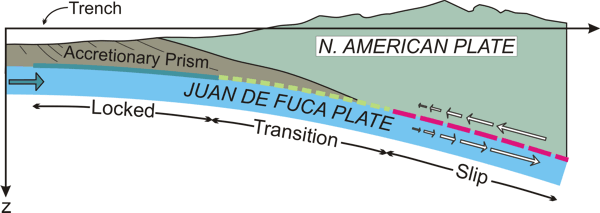 Trench
N. AMERICAN PLATE
Accretionary Prism
JUAN DE FUCA PLATE
Locked
Transition
Slip
z